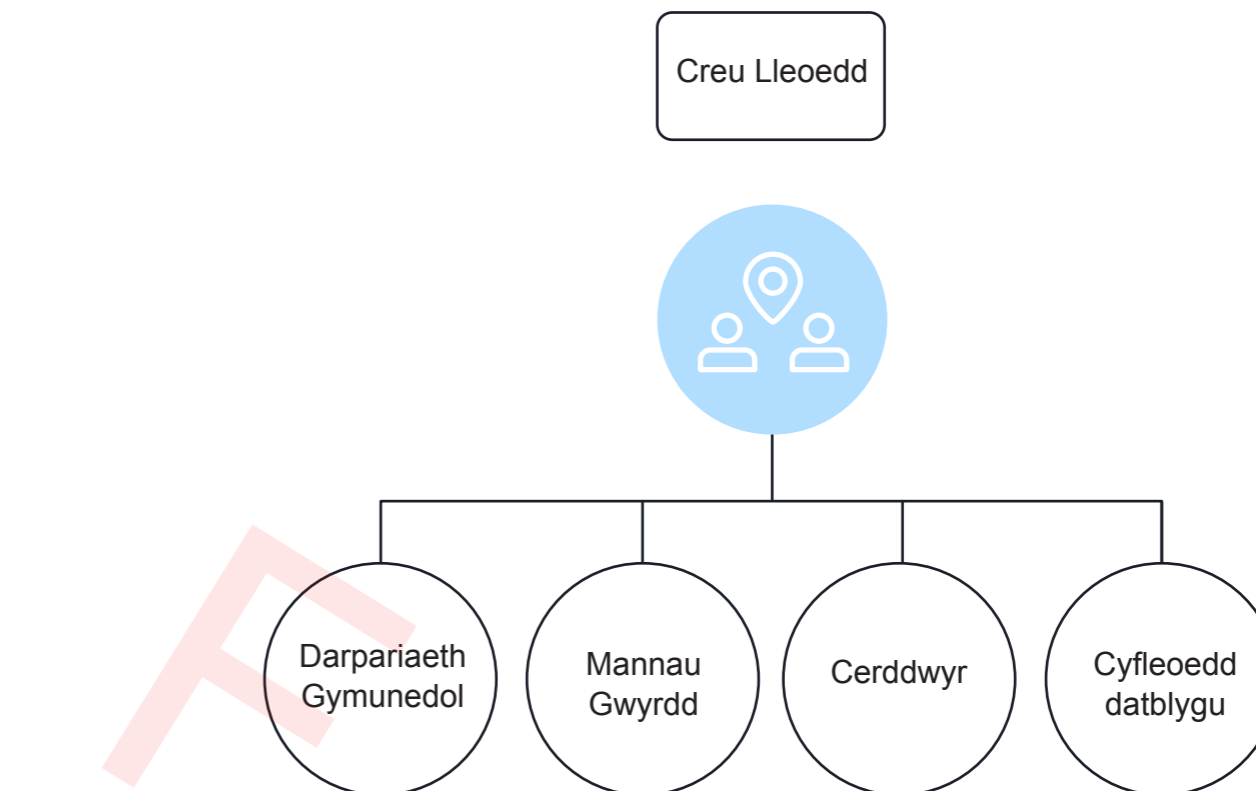 Creu Lleoedd
Darpariaeth
Gymunedol
Mannau
Gwyrdd
Cerddwyr
Cyfleoedd
datblygu
F